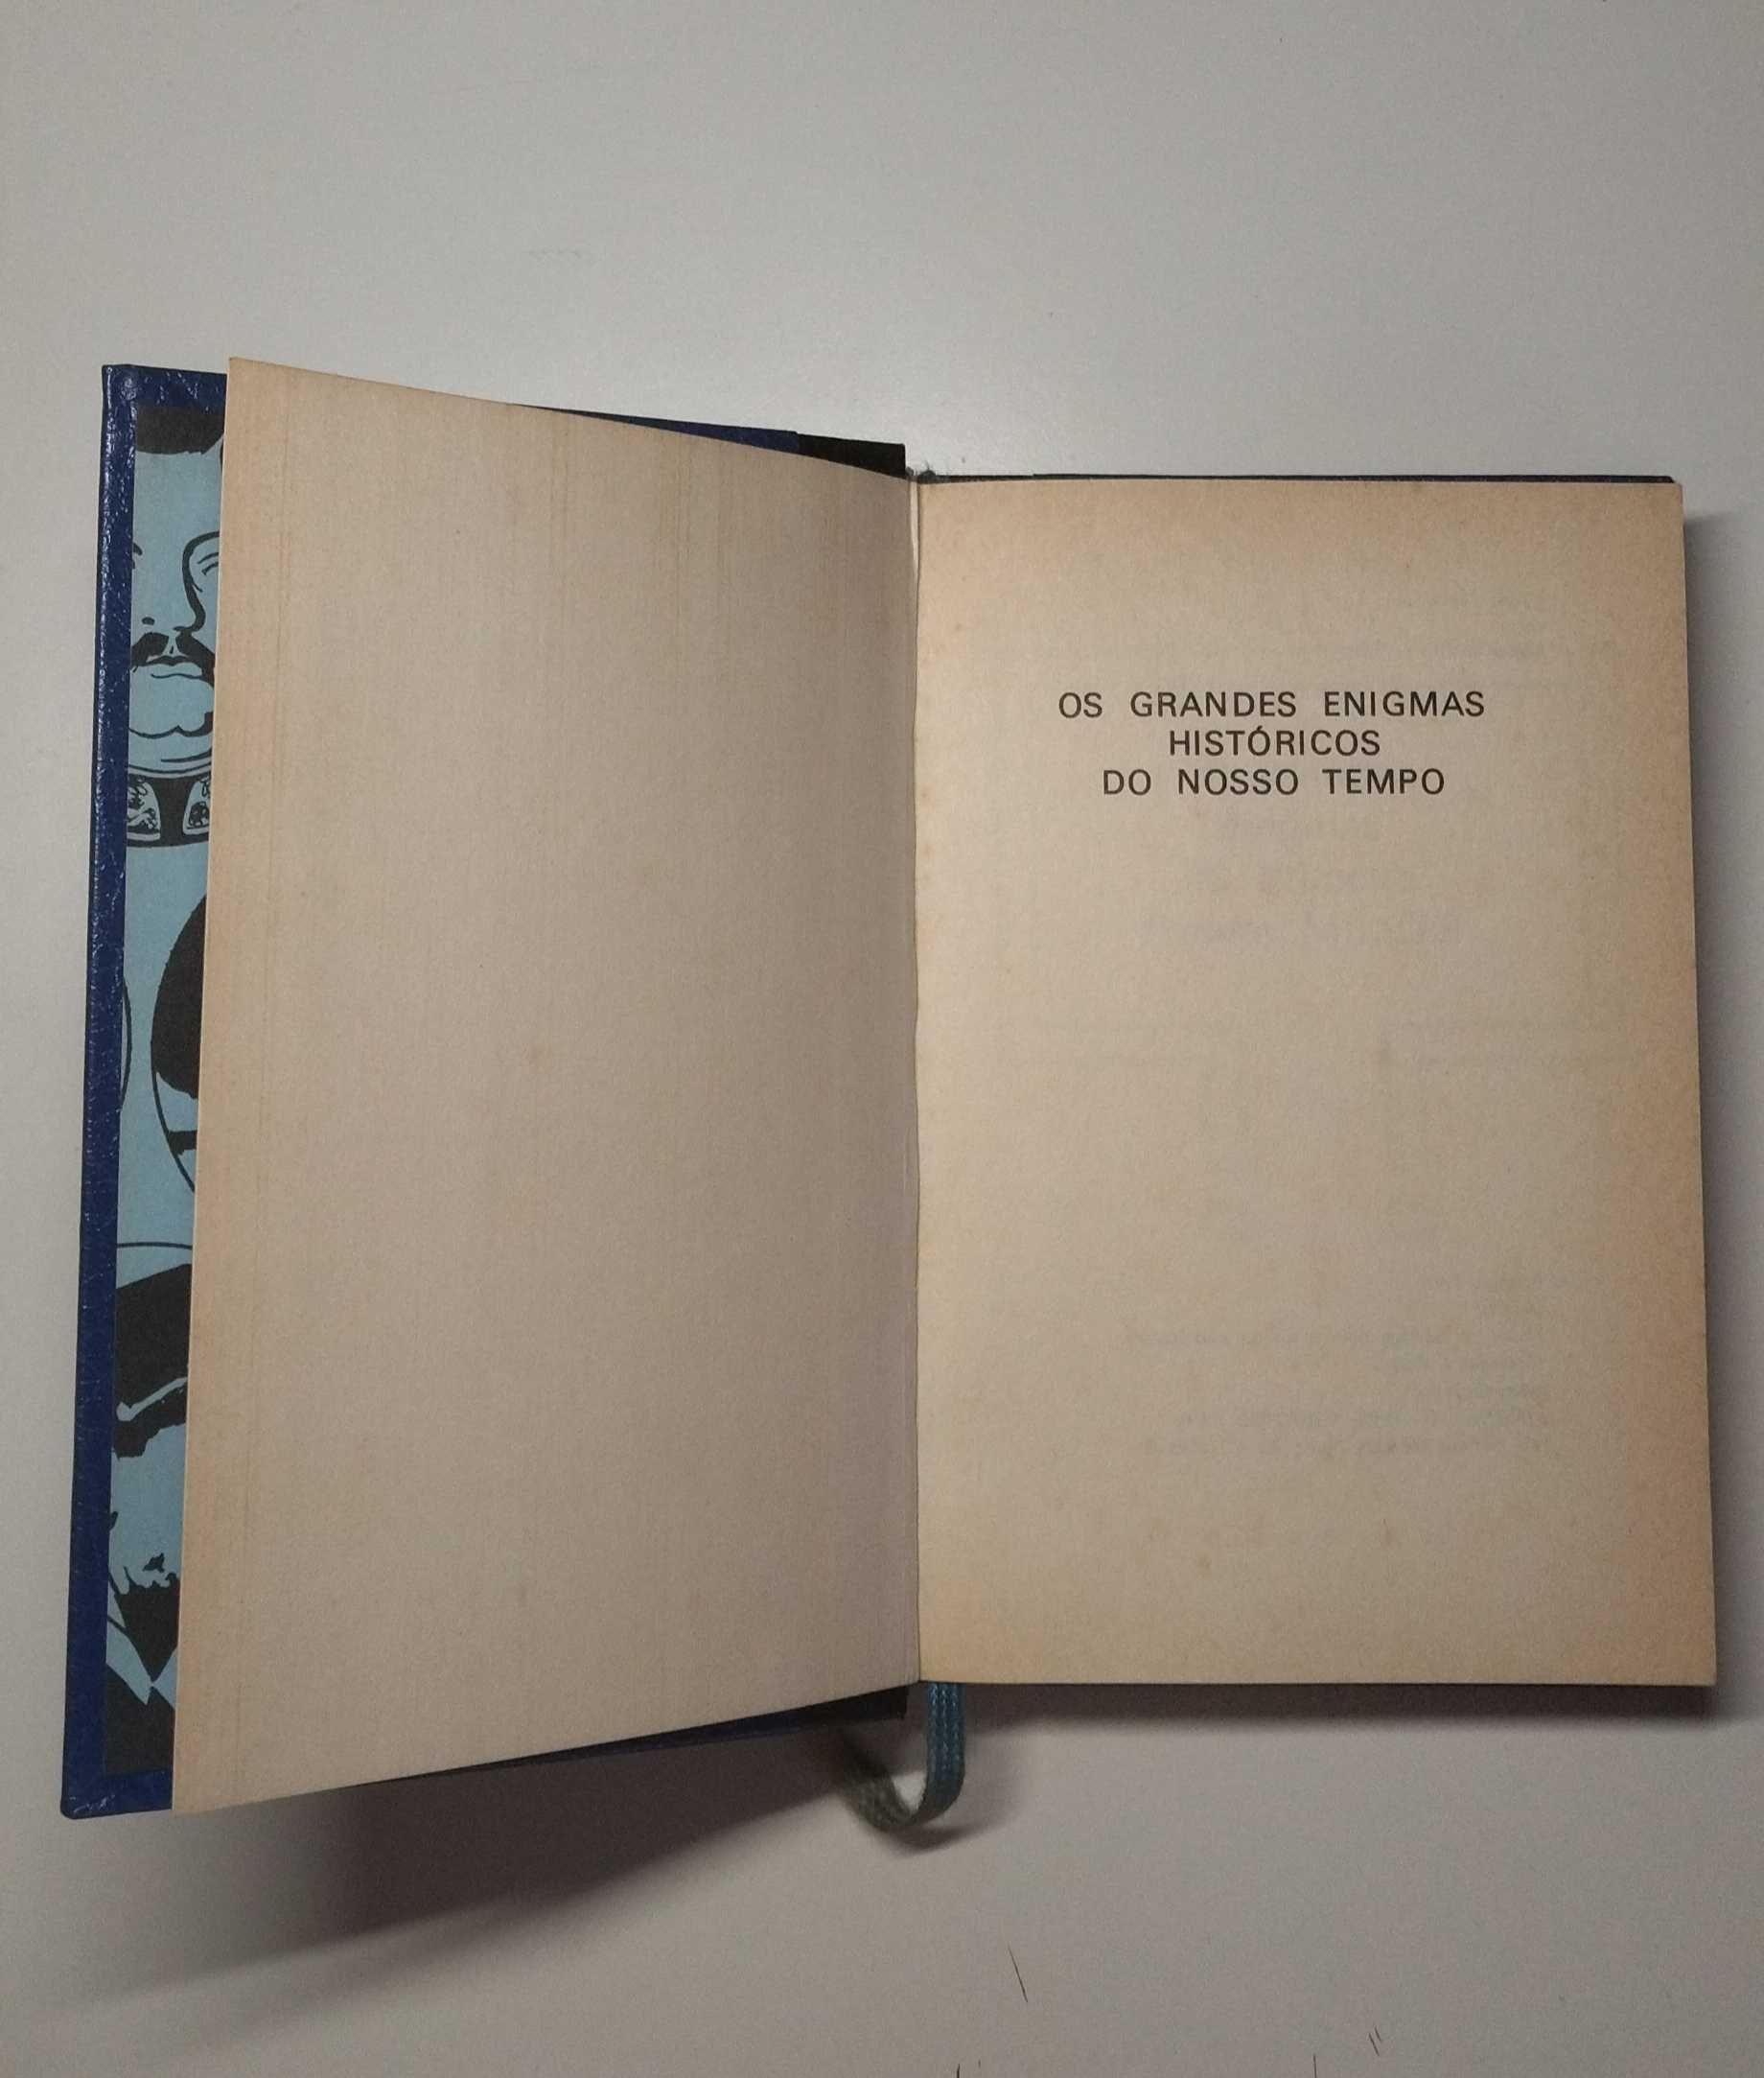 OS GRANDES ENIGMAS
HISTÓRICOS
DO NOSSO TEMPO